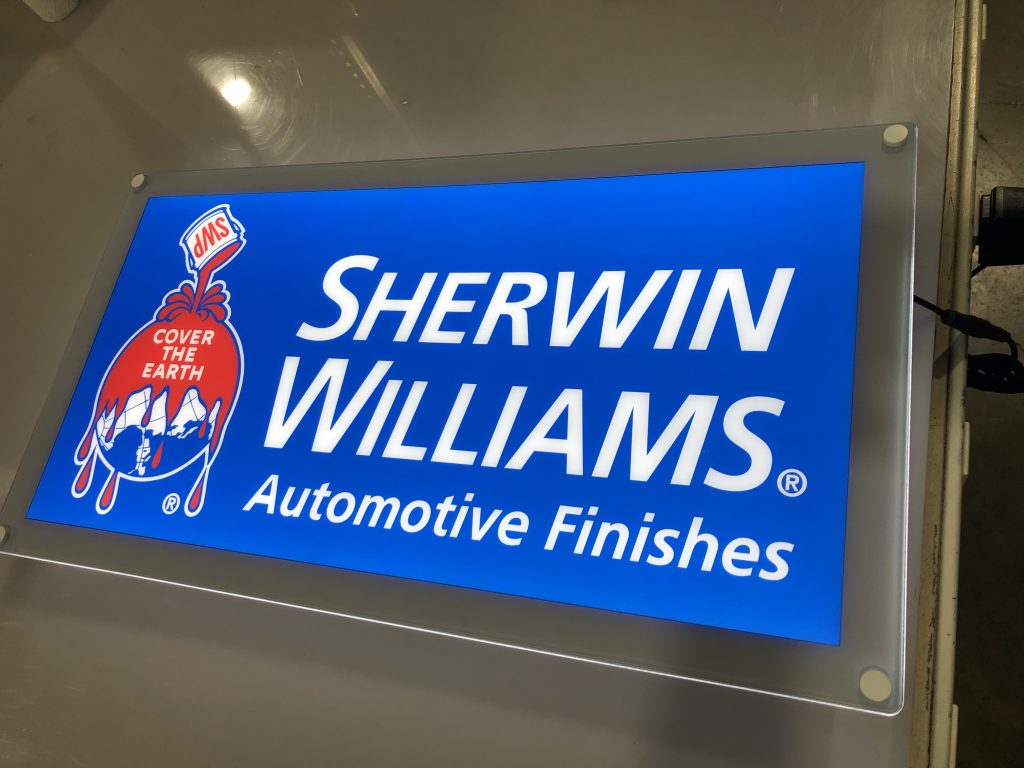 SWP
COVER
THE
EARTH
®
SHERWIN
WILLIAMS®
Automotive Finishes